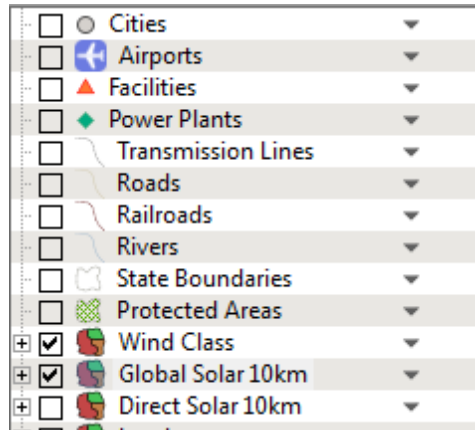 Cities
Airports
Facilities
Power Plants
Transmission Lines
Roads
Railroads
Rivers
State Boundaries
Protected Areas
Wind Class
Global Solar 10km
Direct Solar 10km